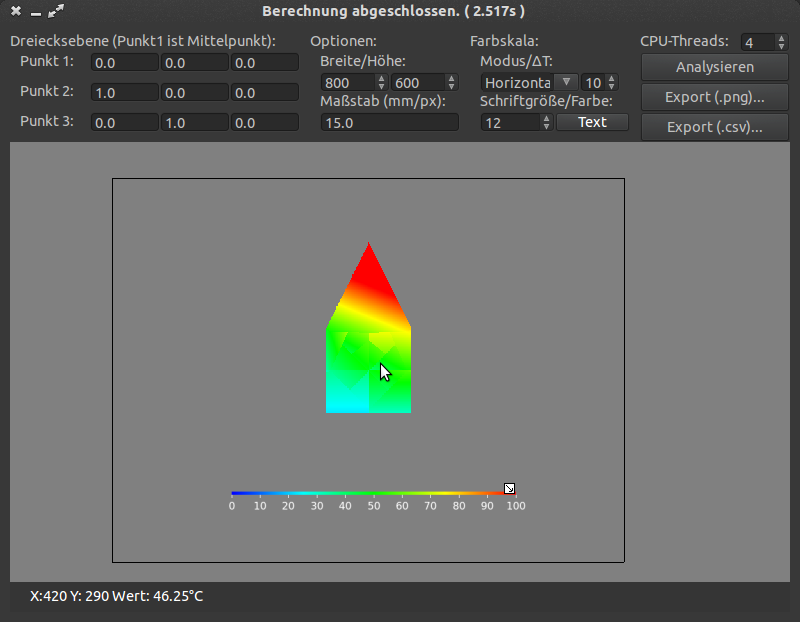 Berechnung abgeschlossen. ( 2.517s )
Dreiecksebene (Punkt1 ist Mittelpunkt):
Punkt 1: 0.0 0.0 0.0
Punkt 2: 1.0 0.0 0.0
Punkt 3: 0.0 1.0 0.0
Optionen:
Breite/Höhe:
800 600
Maßstab (mm/px):
15.0
Farbskala:
Modus/ΔT:
Horizonta 10
Schriftgröße/Farbe:
12 Text
CPU-Threads: 4
Analysieren
Export (.png)...
Export (.csv)...
0 10 20 30 40 50 60 70 80 90 100
X:420 Y: 290 Wert: 46.25°C